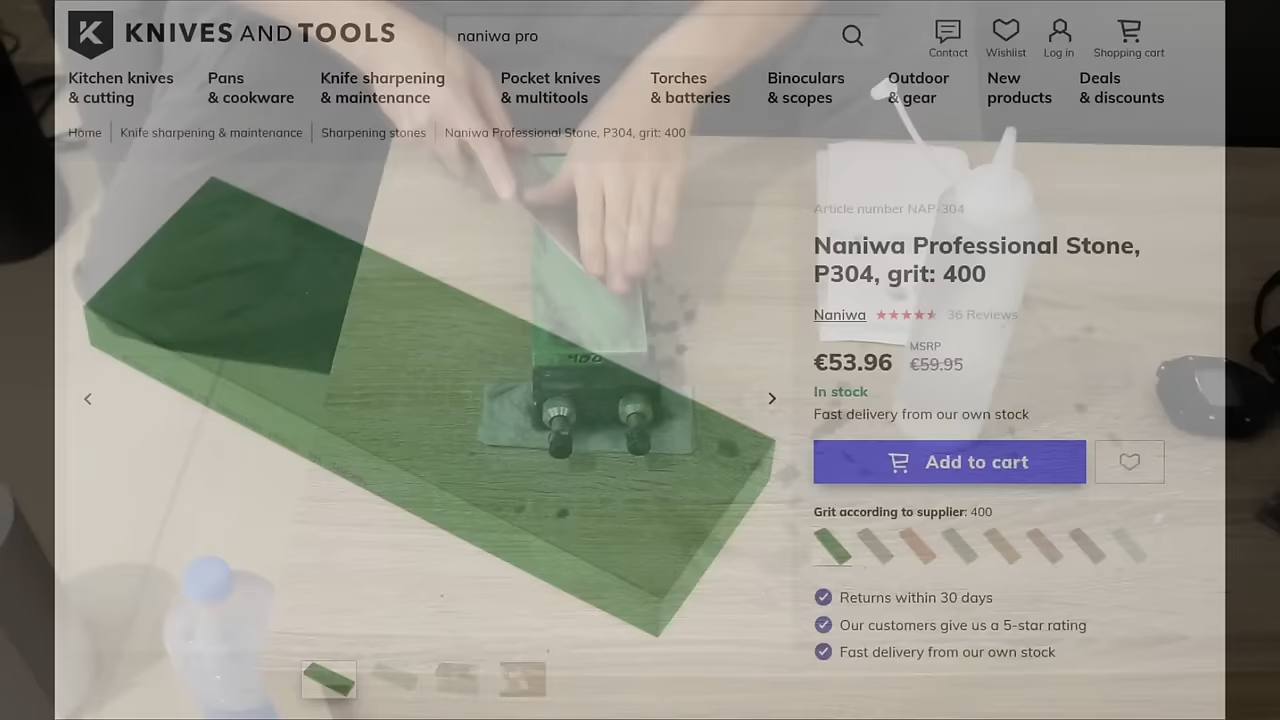 KNIVES AND TOOLS
naniwa pro
Contact
Wishlist
Log in
Shopping cart
Kitchen knives
& cutting
Pans
& cookware
Knife sharpening
& maintenance
Pocket knives
& multitools
Torches
& batteries
Binoculars
& scopes
Outdoor
& gear
New
products
Deals
& discounts
Home
Knife sharpening & maintenance
Sharpening stones
Naniwa Professional Stone, P304, grit: 400
Article number NAP-304
Naniwa Professional Stone,
P304, grit: 400
Naniwa
36 Reviews
MSRP
€53.96 €59.95
In stock
Fast delivery from our own stock
400
Add to cart
Grit according to supplier: 400
Returns within 30 days
Our customers give us a 5-star rating
Fast delivery from our own stock